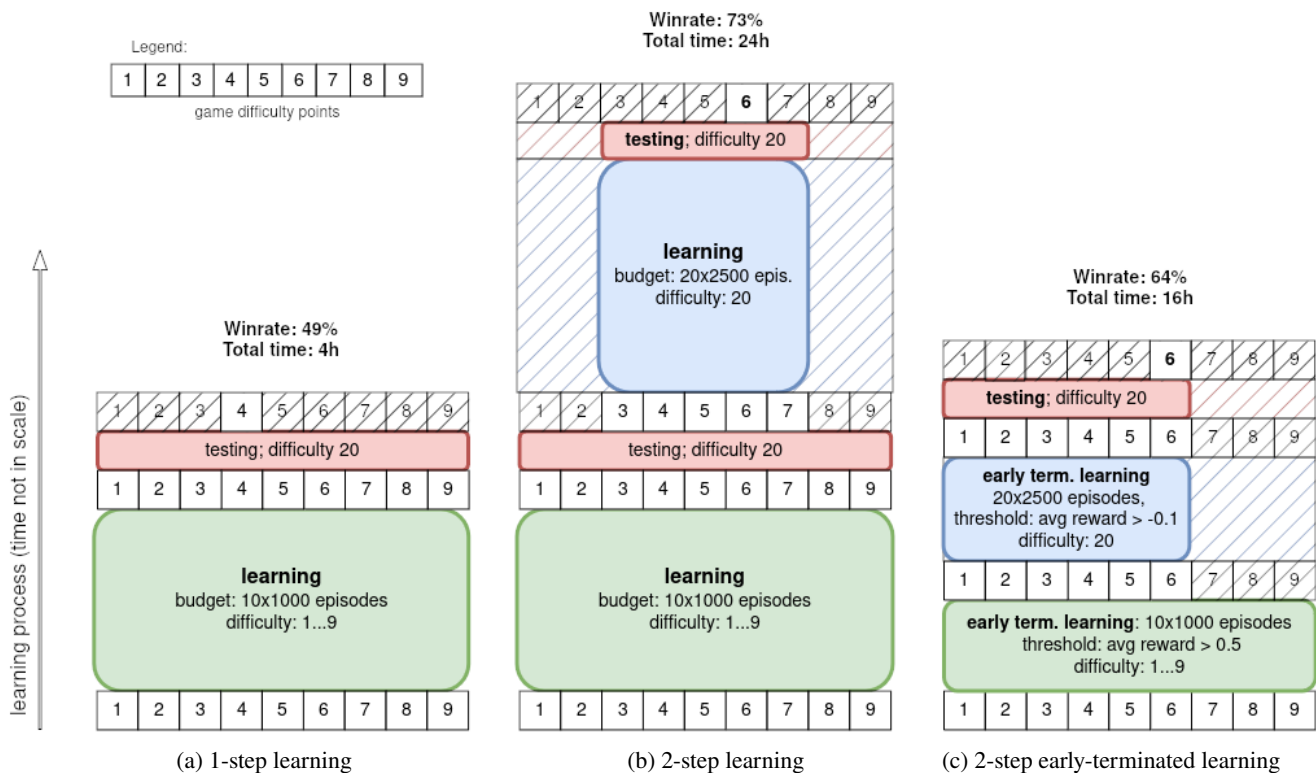 Legend:
1 2 3 4 5 6 7 8 9
game difficulty points
learning process (time not in scale)
Winrate: 49%
Total time: 4h
1 2 3 4 5 6 7 8 9
testing; difficulty 20
1 2 3 4 5 6 7 8 9
learning
budget: 10x1000 episodes
difficulty: 1...9
1 2 3 4 5 6 7 8 9
(a) 1-step learning
Winrate: 73%
Total time: 24h
1 2 3 4 5 6 7 8 9
testing; difficulty 20
learning
budget: 20x2500 epis.
difficulty: 20
1 2 3 4 5 6 7 8 9
testing; difficulty 20
1 2 3 4 5 6 7 8 9
learning
budget: 10x1000 episodes
difficulty: 1...9
1 2 3 4 5 6 7 8 9
(b) 2-step learning
Winrate: 64%
Total time: 16h
1 2 3 4 5 6 7 8 9
testing; difficulty 20
1 2 3 4 5 6 7 8 9
early term. learning
20x2500 episodes,
threshold: avg reward > -0.1
difficulty: 20
1 2 3 4 5 6 7 8 9
early term. learning: 10x1000 episodes
threshold: avg reward > 0.5
difficulty: 1...9
1 2 3 4 5 6 7 8 9
(c) 2-step early-terminated learning